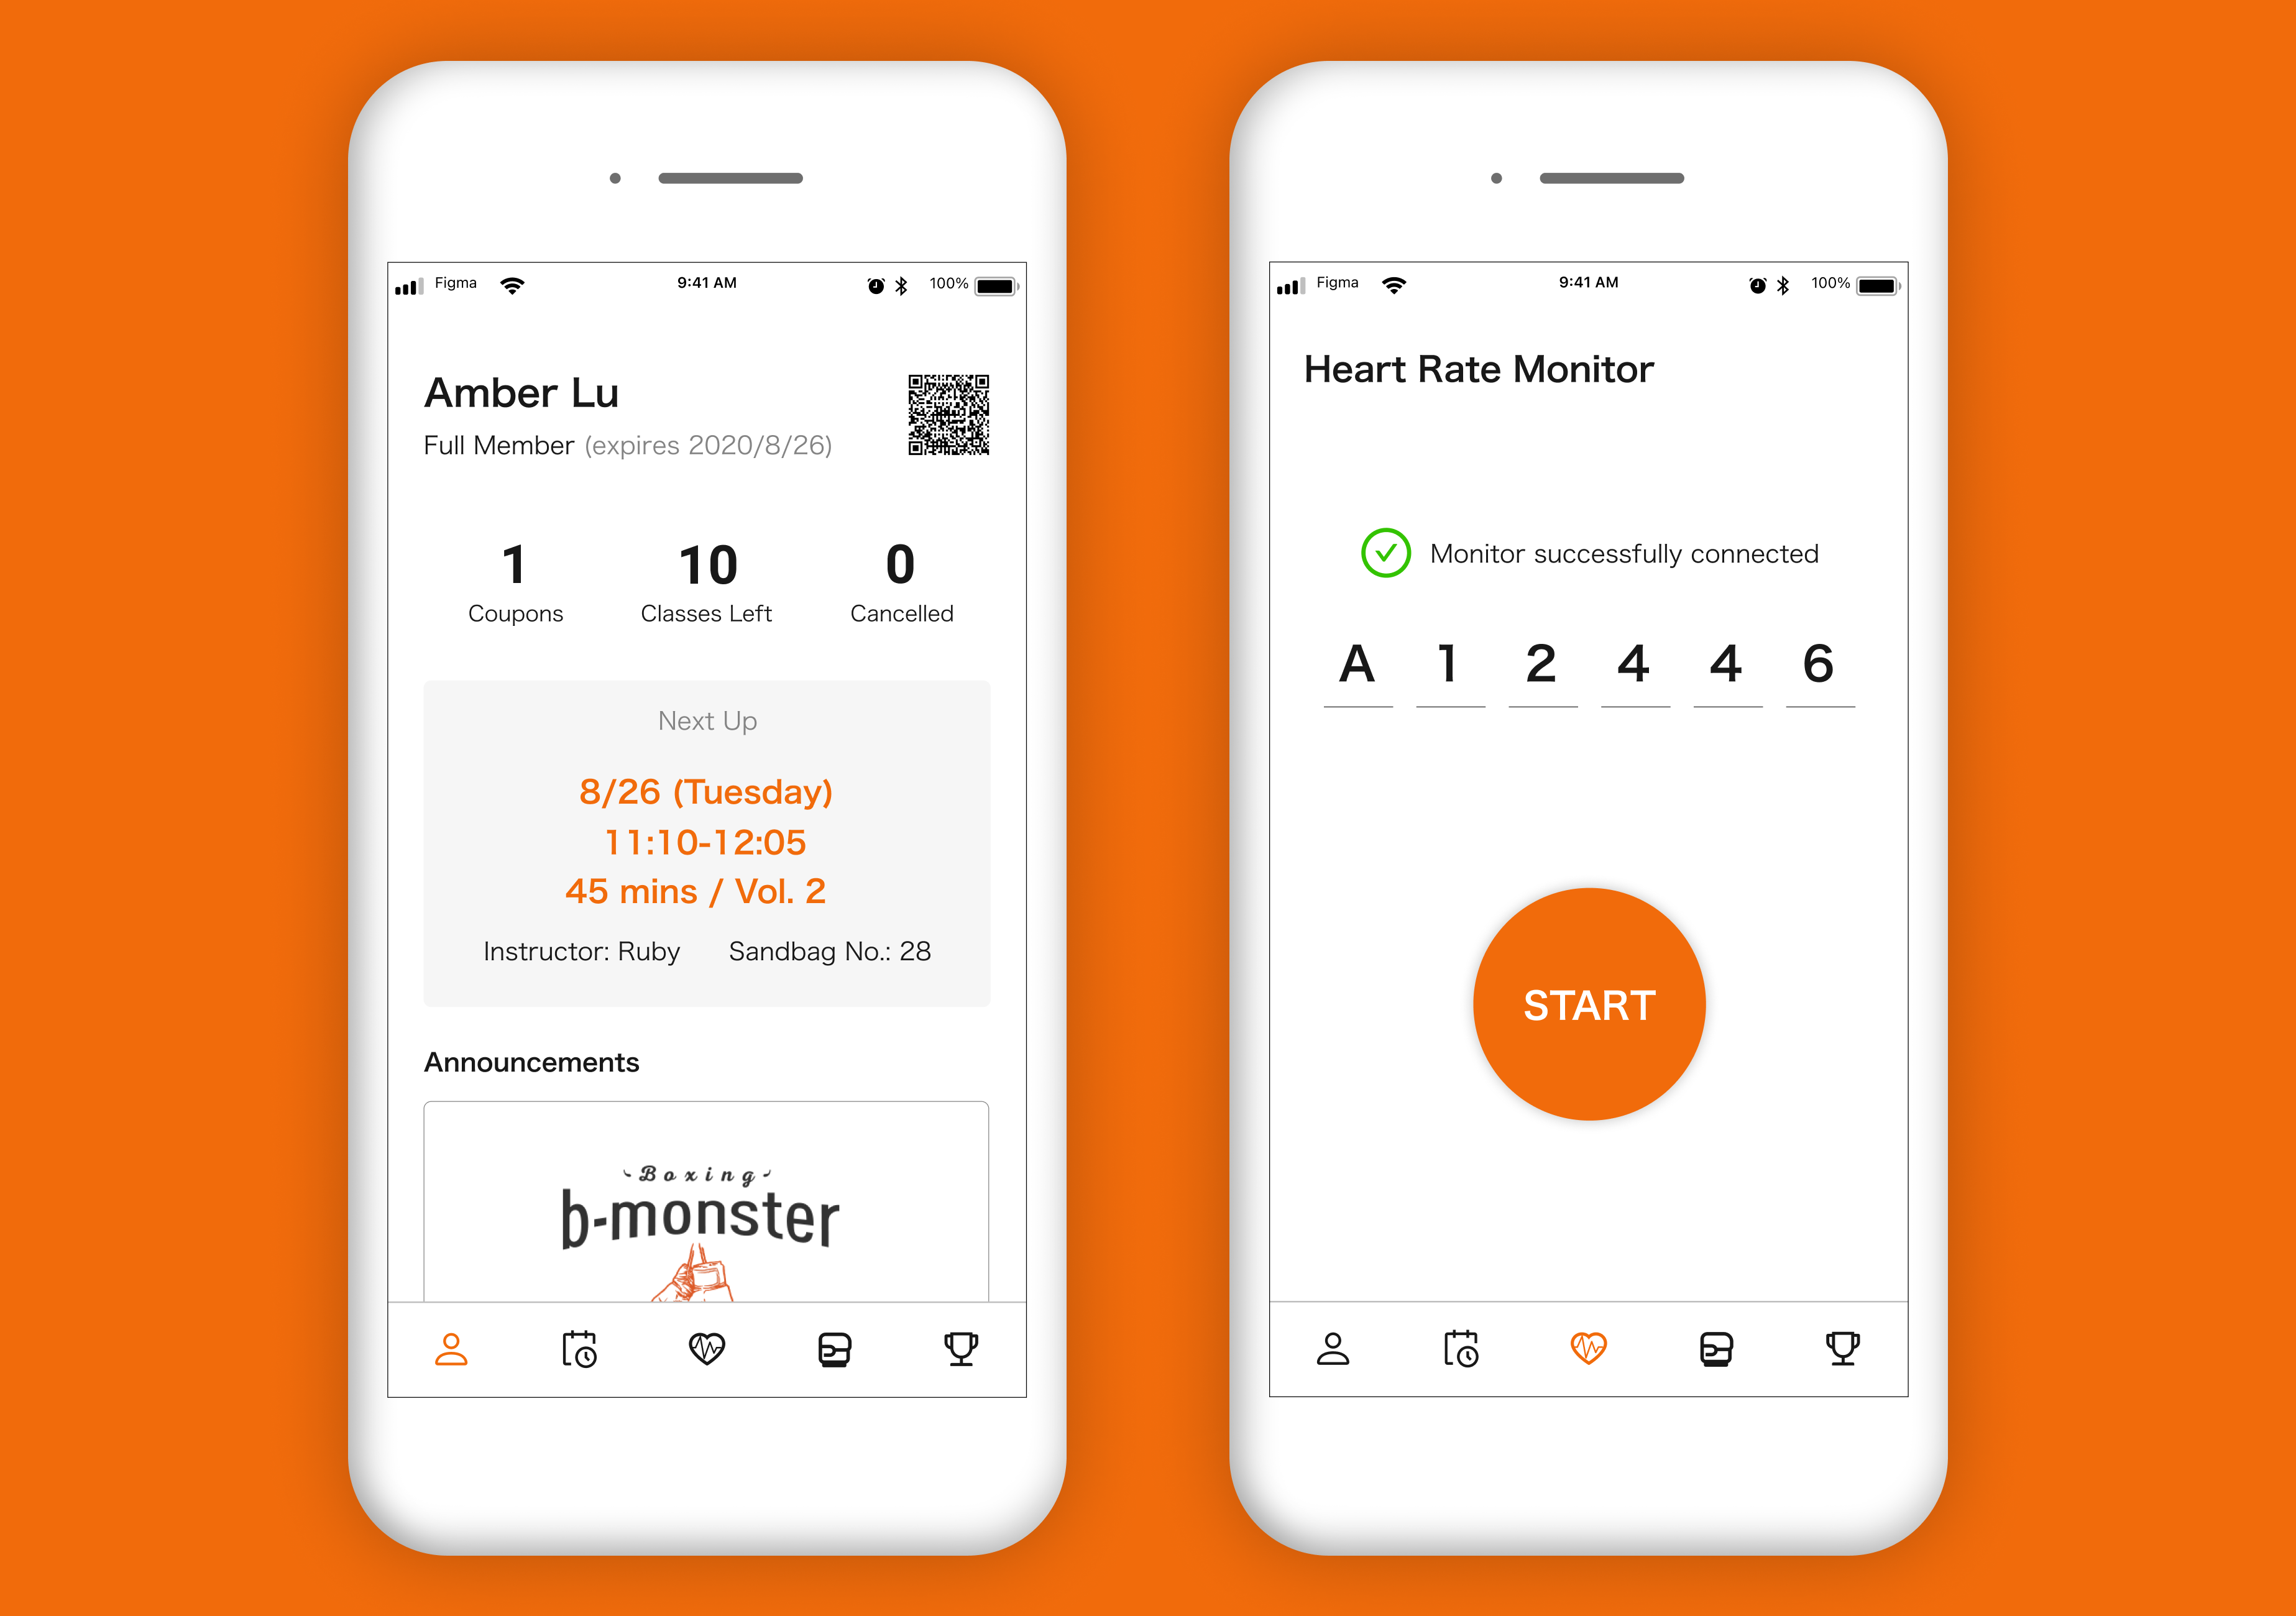 Figma 9:41 AM 100%
Amber Lu
Full Member (expires 2020/8/26)
1 10 0
Coupons Classes Left Cancelled
Next Up
8/26 (Tuesday)
11:10-12:05
45 mins / Vol. 2
Instructor: Ruby Sandbag No.: 28
Announcements
Boxing
b-monster
Figma 9:41 AM 100%
Heart Rate Monitor
Monitor successfully connected
A 1 2 4 4 6
START